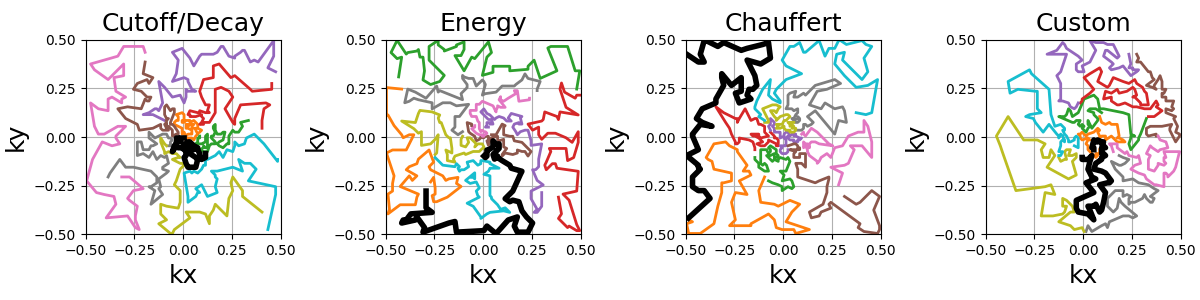 Cutoff/Decay Energy Chauffert Custom
0.50 0.50 0.50 0.50
0.25 0.25 0.25 0.25
ky 0.00 ky 0.00 ky 0.00 ky 0.00
−0.25 −0.25 −0.25 −0.25
−0.50 −0.50 −0.50 −0.50
−0.50 −0.25 0.00 0.25 0.50 −0.50 −0.25 0.00 0.25 0.50 −0.50 −0.25 0.00 0.25 0.50 −0.50 −0.25 0.00 0.25 0.50
kx kx kx kx